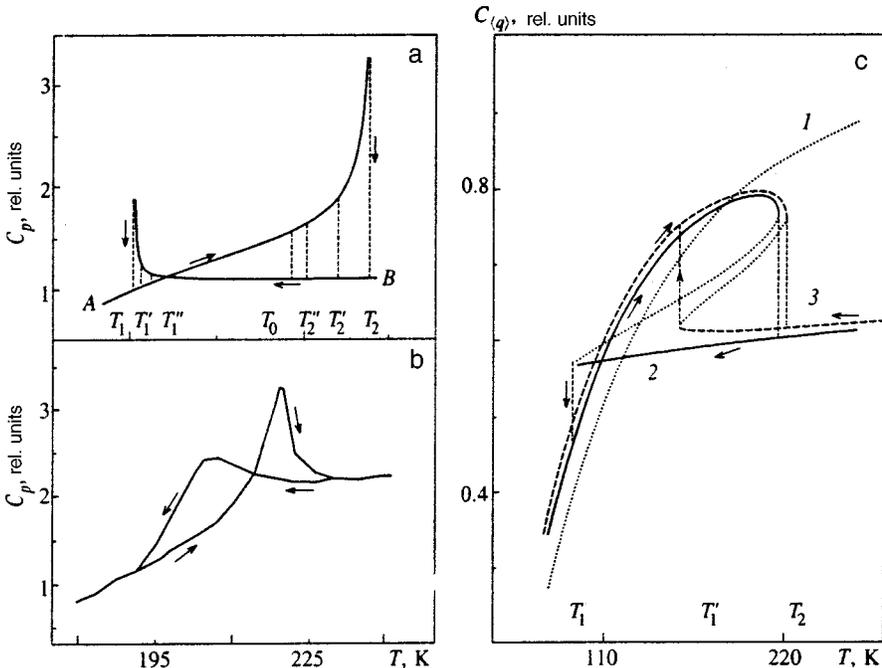 a
C_p, rel. units
3
2
1
A
B
T_1 T_1′ T_1″ T_0 T_2″ T_2′ T_2
b
C_p, rel. units
3
2
1
195 225 T, K
C_⟨q⟩, rel. units
c
1
0.8
3
2
0.4
T_1 T_1′ T_2
110 220 T, K